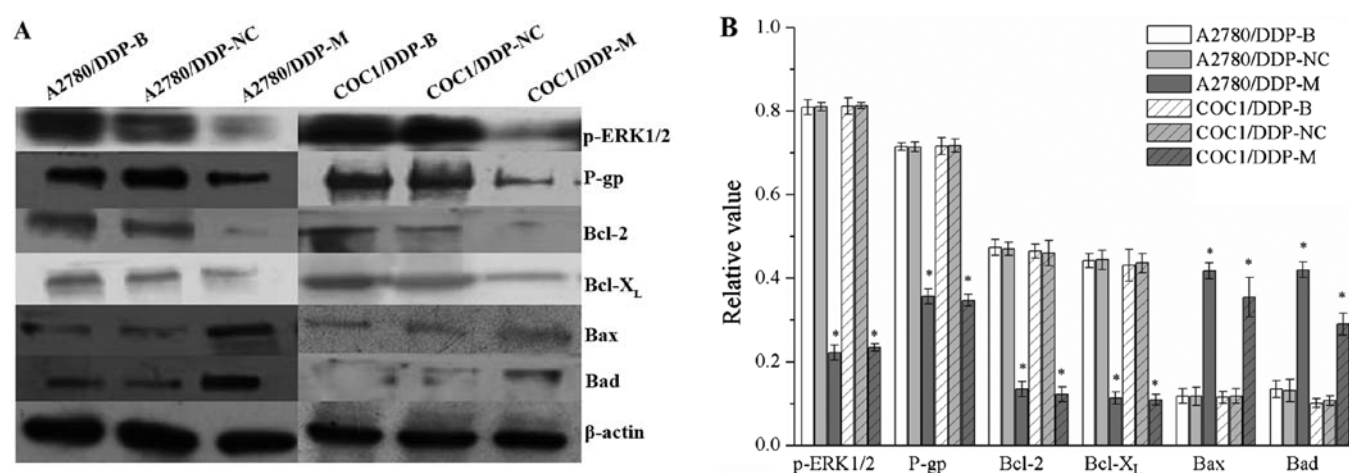 A
A2780/DDP-B
A2780/DDP-NC
A2780/DDP-M
COC1/DDP-B
COC1/DDP-NC
COC1/DDP-M
p-ERK1/2
P-gp
Bcl-2
Bcl-XL
Bax
Bad
β-actin
B
A2780/DDP-B
A2780/DDP-NC
A2780/DDP-M
COC1/DDP-B
COC1/DDP-NC
COC1/DDP-M
Relative value
1.0
0.8
0.6
0.4
0.2
0.0
* * * * * * * * * * * *
p-ERK1/2 P-gp Bcl-2 Bcl-XL Bax Bad